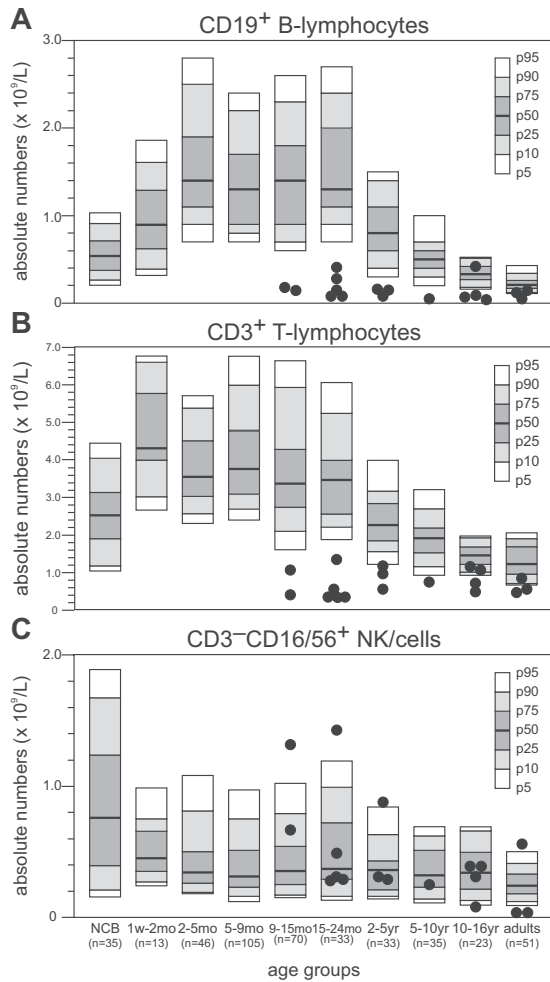 A
CD19+ B-lymphocytes
absolute numbers (x 10⁹/L)
3.0
2.0
1.0
0
p95
p90
p75
p50
p25
p10
p5
B
CD3+ T-lymphocytes
absolute numbers (x 10⁹/L)
7.0
6.0
5.0
4.0
3.0
2.0
1.0
0
p95
p90
p75
p50
p25
p10
p5
C
CD3–CD16/56+ NK/cells
absolute numbers (x 10⁹/L)
2.0
1.0
0
p95
p90
p75
p50
p25
p10
p5
NCB 1w-2mo 2-5mo 5-9mo 9-15mo 15-24mo 2-5yr 5-10yr 10-16yr adults
(n=35) (n=13) (n=46) (n=105) (n=70) (n=33) (n=33) (n=35) (n=23) (n=51)
age groups